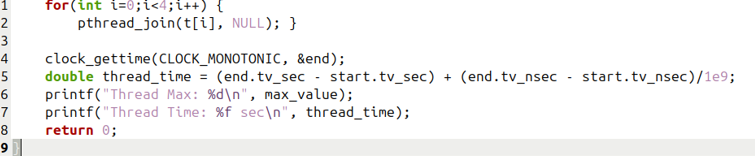 1 for(int i=0;i<4;i++) {
2 pthread_join(t[i], NULL); }
3
4 clock_gettime(CLOCK_MONOTONIC, &end);
5 double thread_time = (end.tv_sec - start.tv_sec) + (end.tv_nsec - start.tv_nsec)/1e9;
6 printf("Thread Max: %d\n", max_value);
7 printf("Thread Time: %f sec\n", thread_time);
8 return 0;
9 }